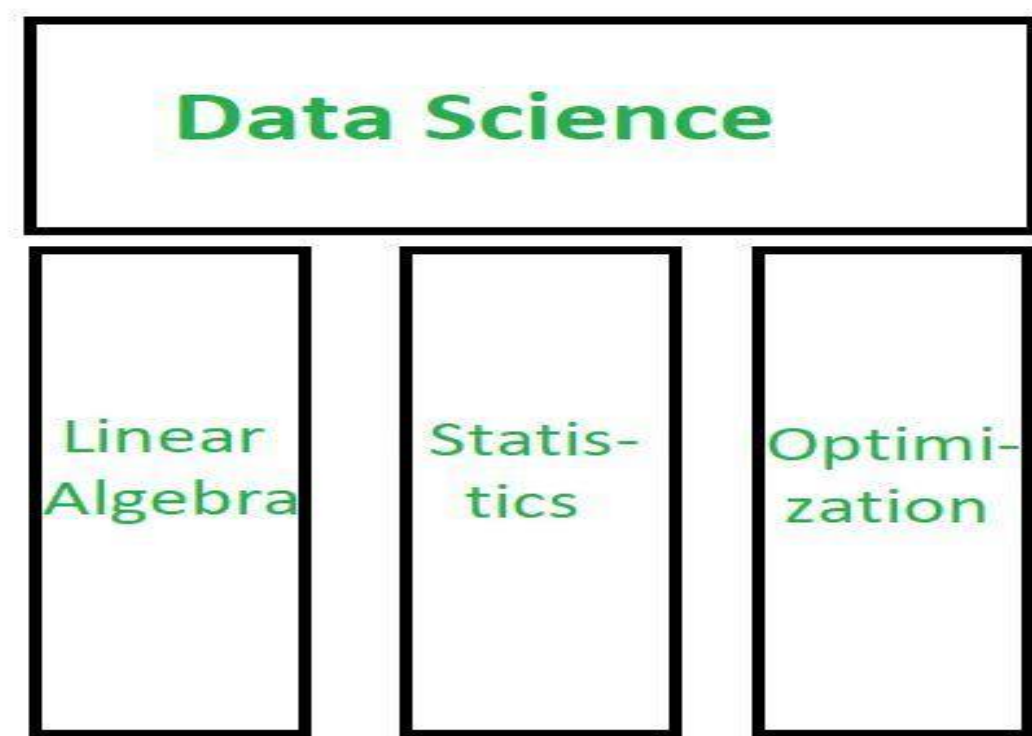 Data Science
Linear
Algebra
Statis-
tics
Optimi-
zation